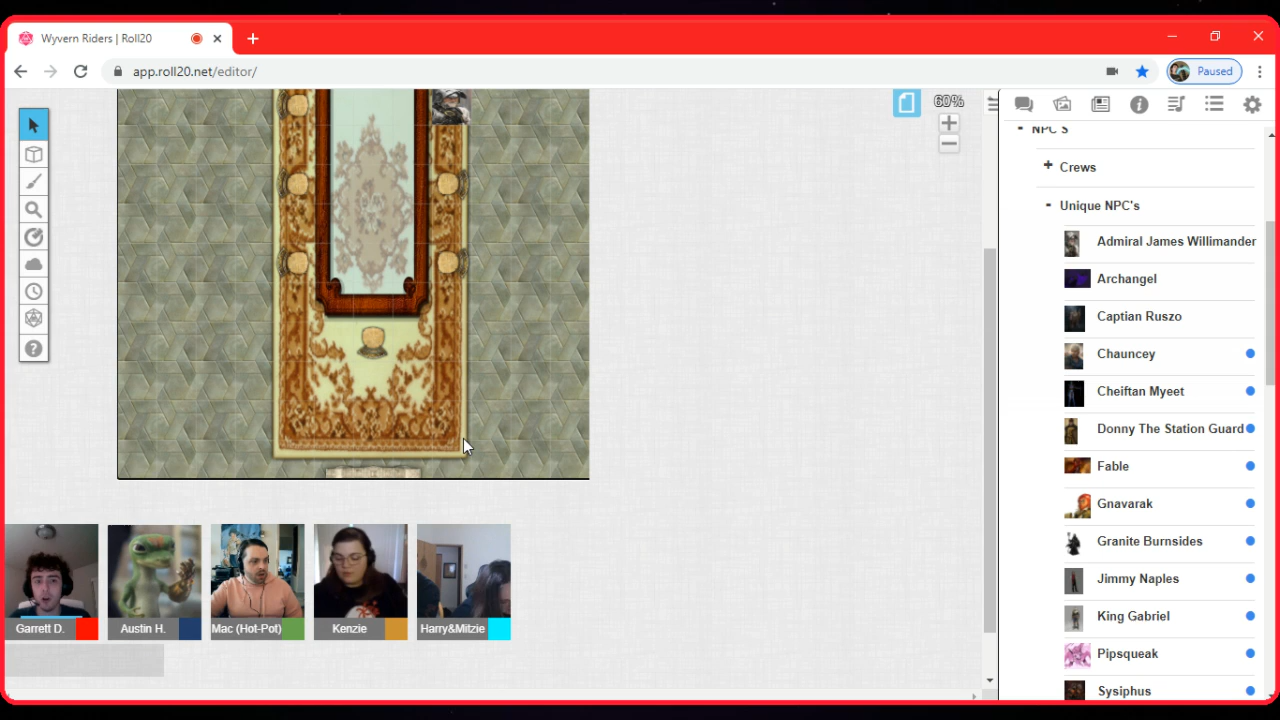 Wyvern Riders | Roll20
app.roll20.net/editor/
Paused
60%
NPC'S
Crews
Unique NPC's
Admiral James Willimander
Archangel
Captian Ruszo
Chauncey
Cheiftan Myeet
Donny The Station Guard
Fable
Gnavarak
Granite Burnsides
Jimmy Naples
King Gabriel
Pipsqueak
Sysiphus
Garrett D.
Austin H.
Mac (Hot-Pot)
Kenzie
Harry&Mitzie